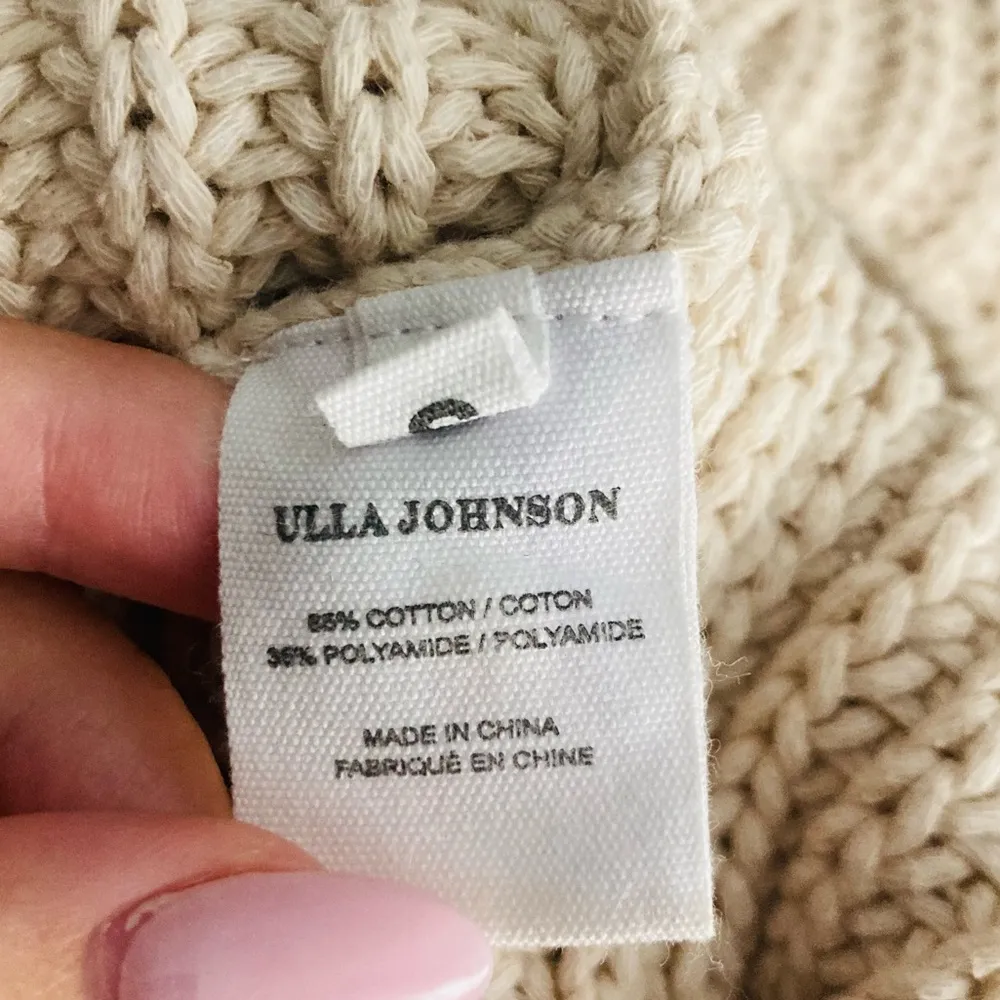 ULLA JOHNSON
65% COTTON / COTON
35% POLYAMIDE / POLYAMIDE
MADE IN CHINA
FABRIQUÉ EN CHINE